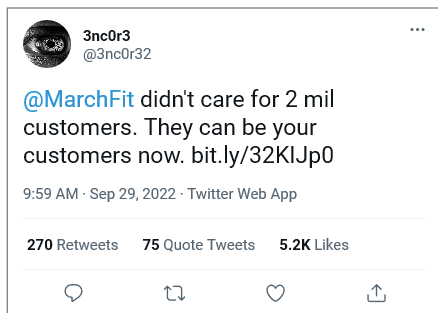 3nc0r3
@3nc0r32
@MarchFit didn't care for 2 mil
customers. They can be your
customers now. bit.ly/32KIJp0
9:59 AM · Sep 29, 2022 · Twitter Web App
270 Retweets 75 Quote Tweets 5.2K Likes